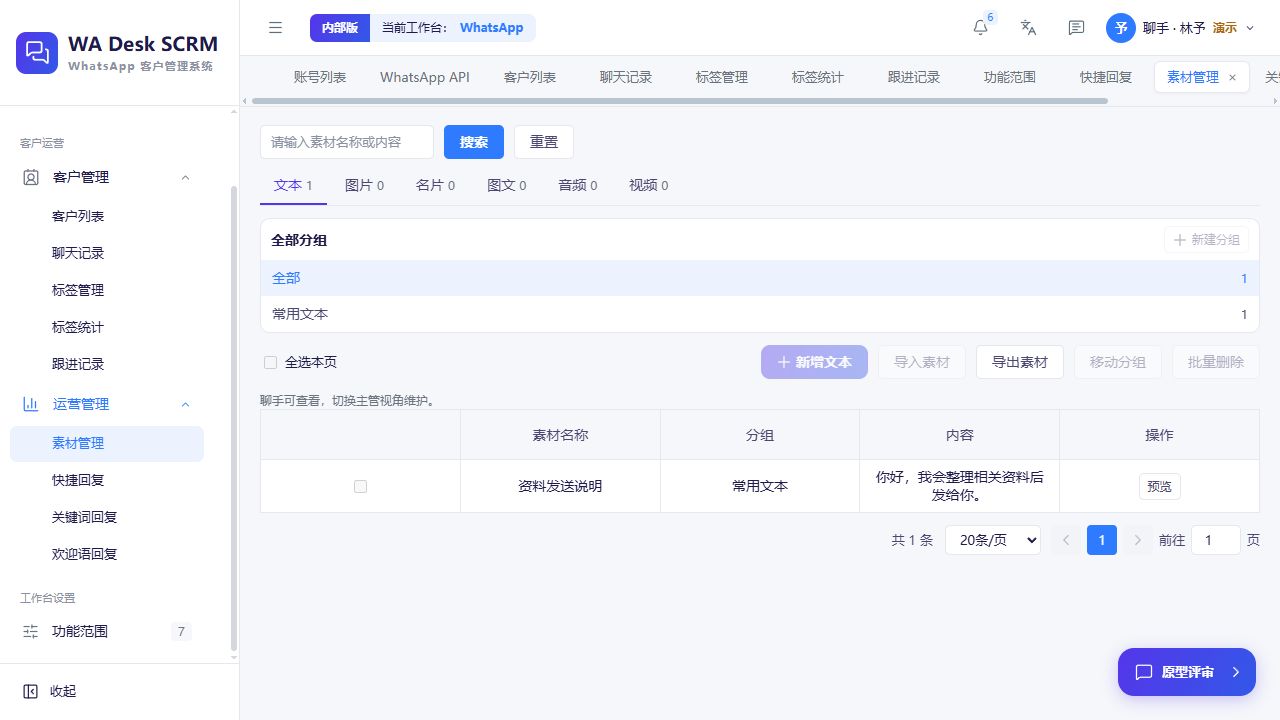 WA Desk SCRM
WhatsApp 客户管理系统
客户运营
客户管理
客户列表
聊天记录
标签管理
标签统计
跟进记录
运营管理
素材管理
快捷回复
关键词回复
欢迎语回复
工作台设置
功能范围 7
收起
内部版 当前工作台： WhatsApp
6
予 聊手 · 林予 演示
账号列表 WhatsApp API 客户列表 聊天记录 标签管理 标签统计 跟进记录 功能范围 快捷回复 素材管理 ×
请输入素材名称或内容 搜索 重置
文本 1 图片 0 名片 0 图文 0 音频 0 视频 0
全部分组 新建分组
全部 1
常用文本 1
全选本页 新增文本 导入素材 导出素材 移动分组 批量删除
聊手可查看，切换主管视角维护。
素材名称 分组 内容 操作
资料发送说明 常用文本 你好，我会整理相关资料后
发给你。 预览
共 1 条 20条/页 1 前往 1 页
原型评审